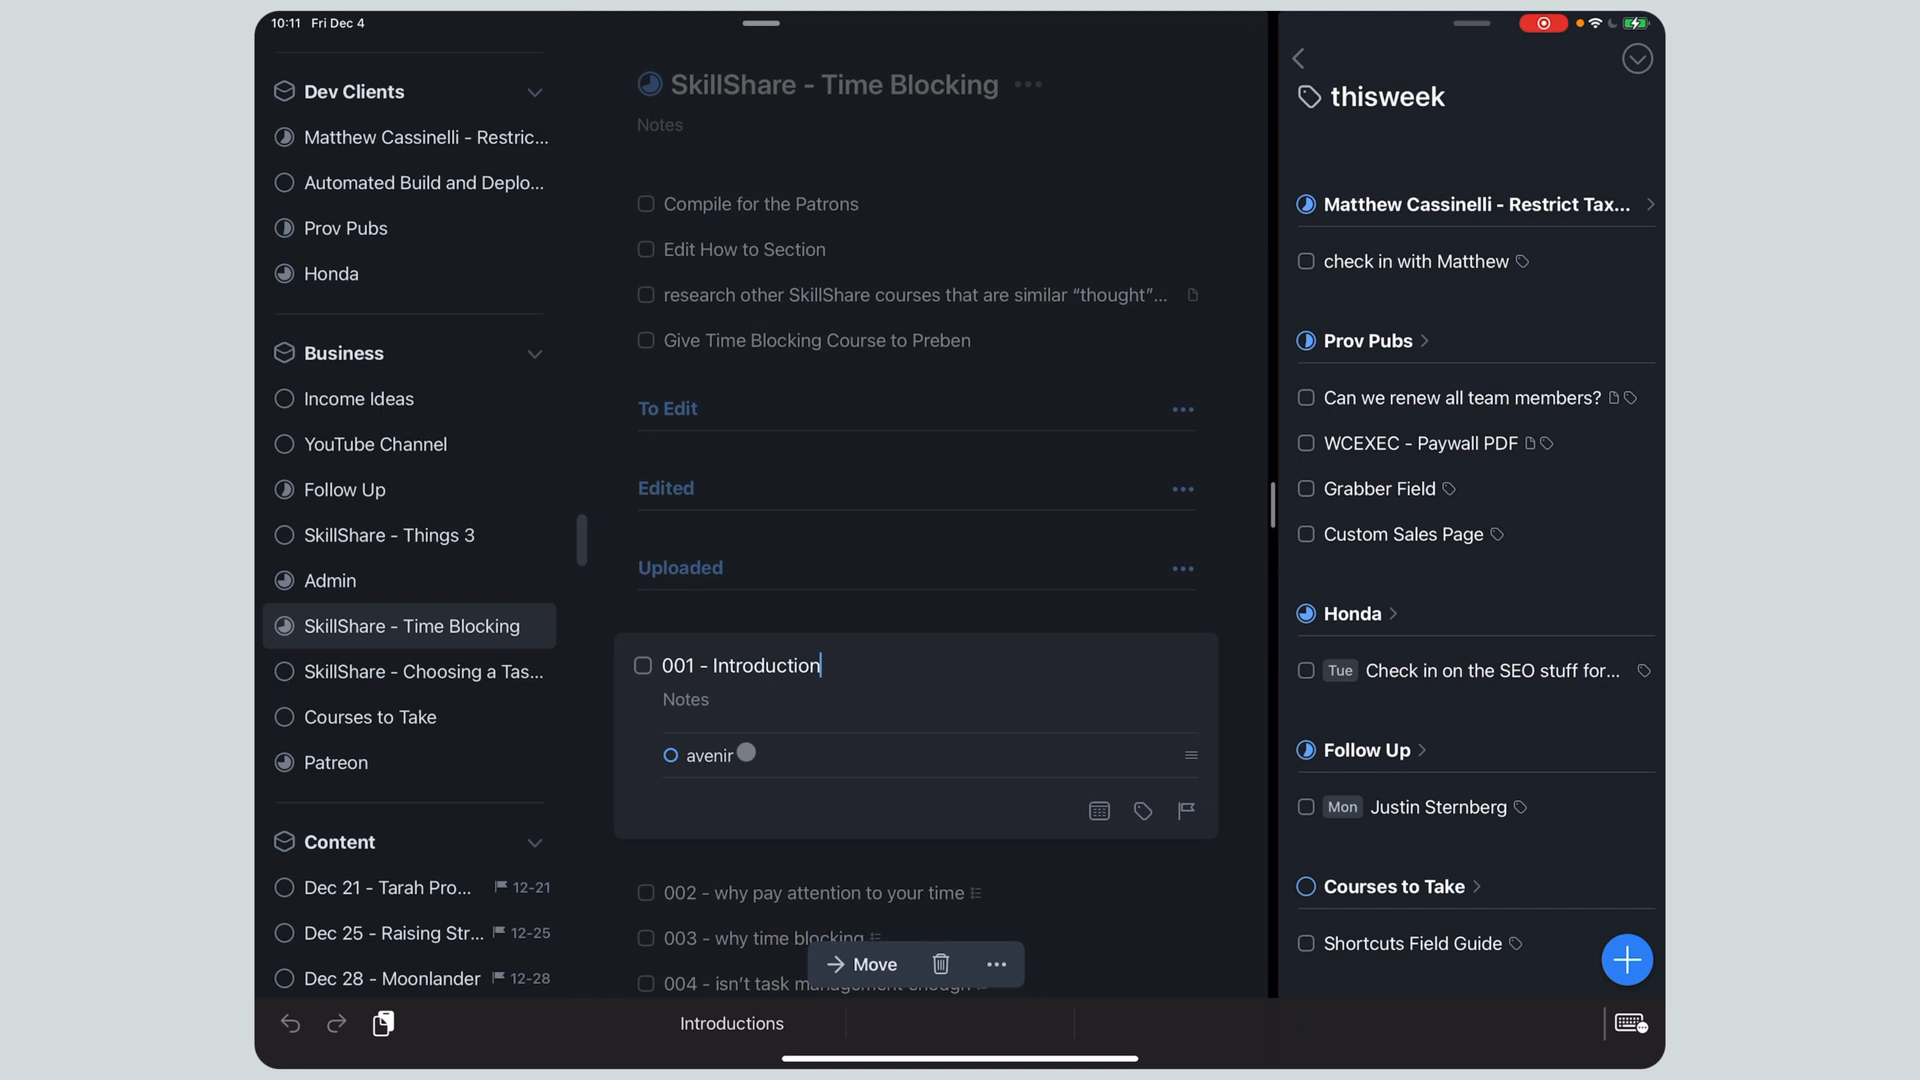 10:11 Fri Dec 4
Dev Clients
Matthew Cassinelli - Restric...
Automated Build and Deplo...
Prov Pubs
Honda
Business
Income Ideas
YouTube Channel
Follow Up
SkillShare - Things 3
Admin
SkillShare - Time Blocking
SkillShare - Choosing a Tas...
Courses to Take
Patreon
Content
Dec 21 - Tarah Pro... 12-21
Dec 25 - Raising Str... 12-25
Dec 28 - Moonlander 12-28
SkillShare - Time Blocking
Notes
Compile for the Patrons
Edit How to Section
research other SkillShare courses that are similar “thought”...
Give Time Blocking Course to Preben
To Edit
Edited
Uploaded
001 - Introduction
Notes
avenir
002 - why pay attention to your time
003 - why time blocking
004 - isn’t task management enough
Move
Introductions
thisweek
Matthew Cassinelli - Restrict Tax...
check in with Matthew
Prov Pubs
Can we renew all team members?
WCEXEC - Paywall PDF
Grabber Field
Custom Sales Page
Honda
Tue Check in on the SEO stuff for...
Follow Up
Mon Justin Sternberg
Courses to Take
Shortcuts Field Guide